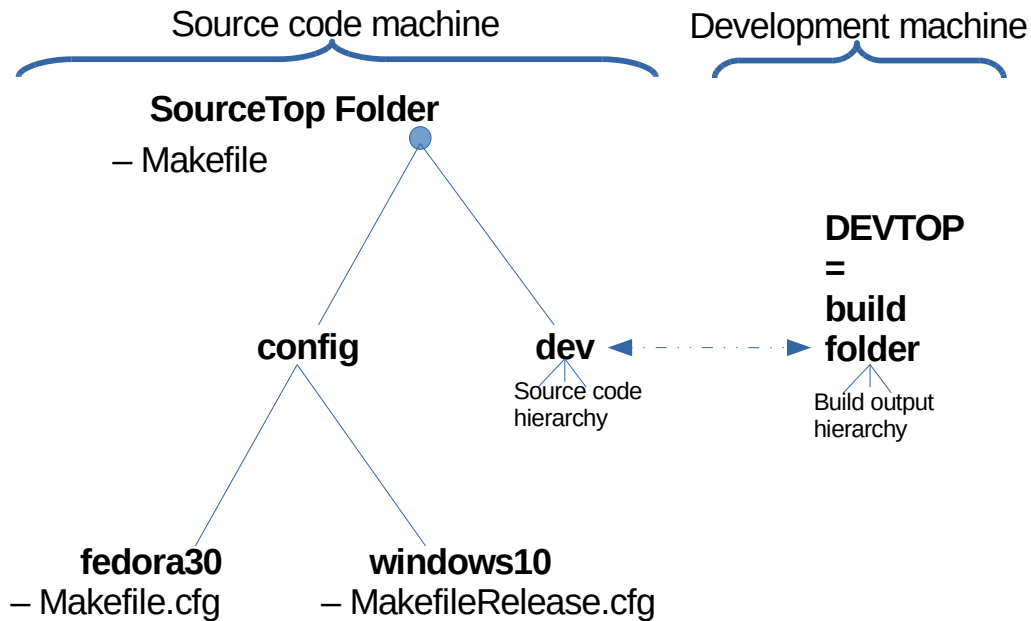 Source code machine
Development machine
SourceTop Folder
– Makefile
DEVTOP
=
build
folder
config
dev
Source code
hierarchy
Build output
hierarchy
fedora30
– Makefile.cfg
windows10
– MakefileRelease.cfg